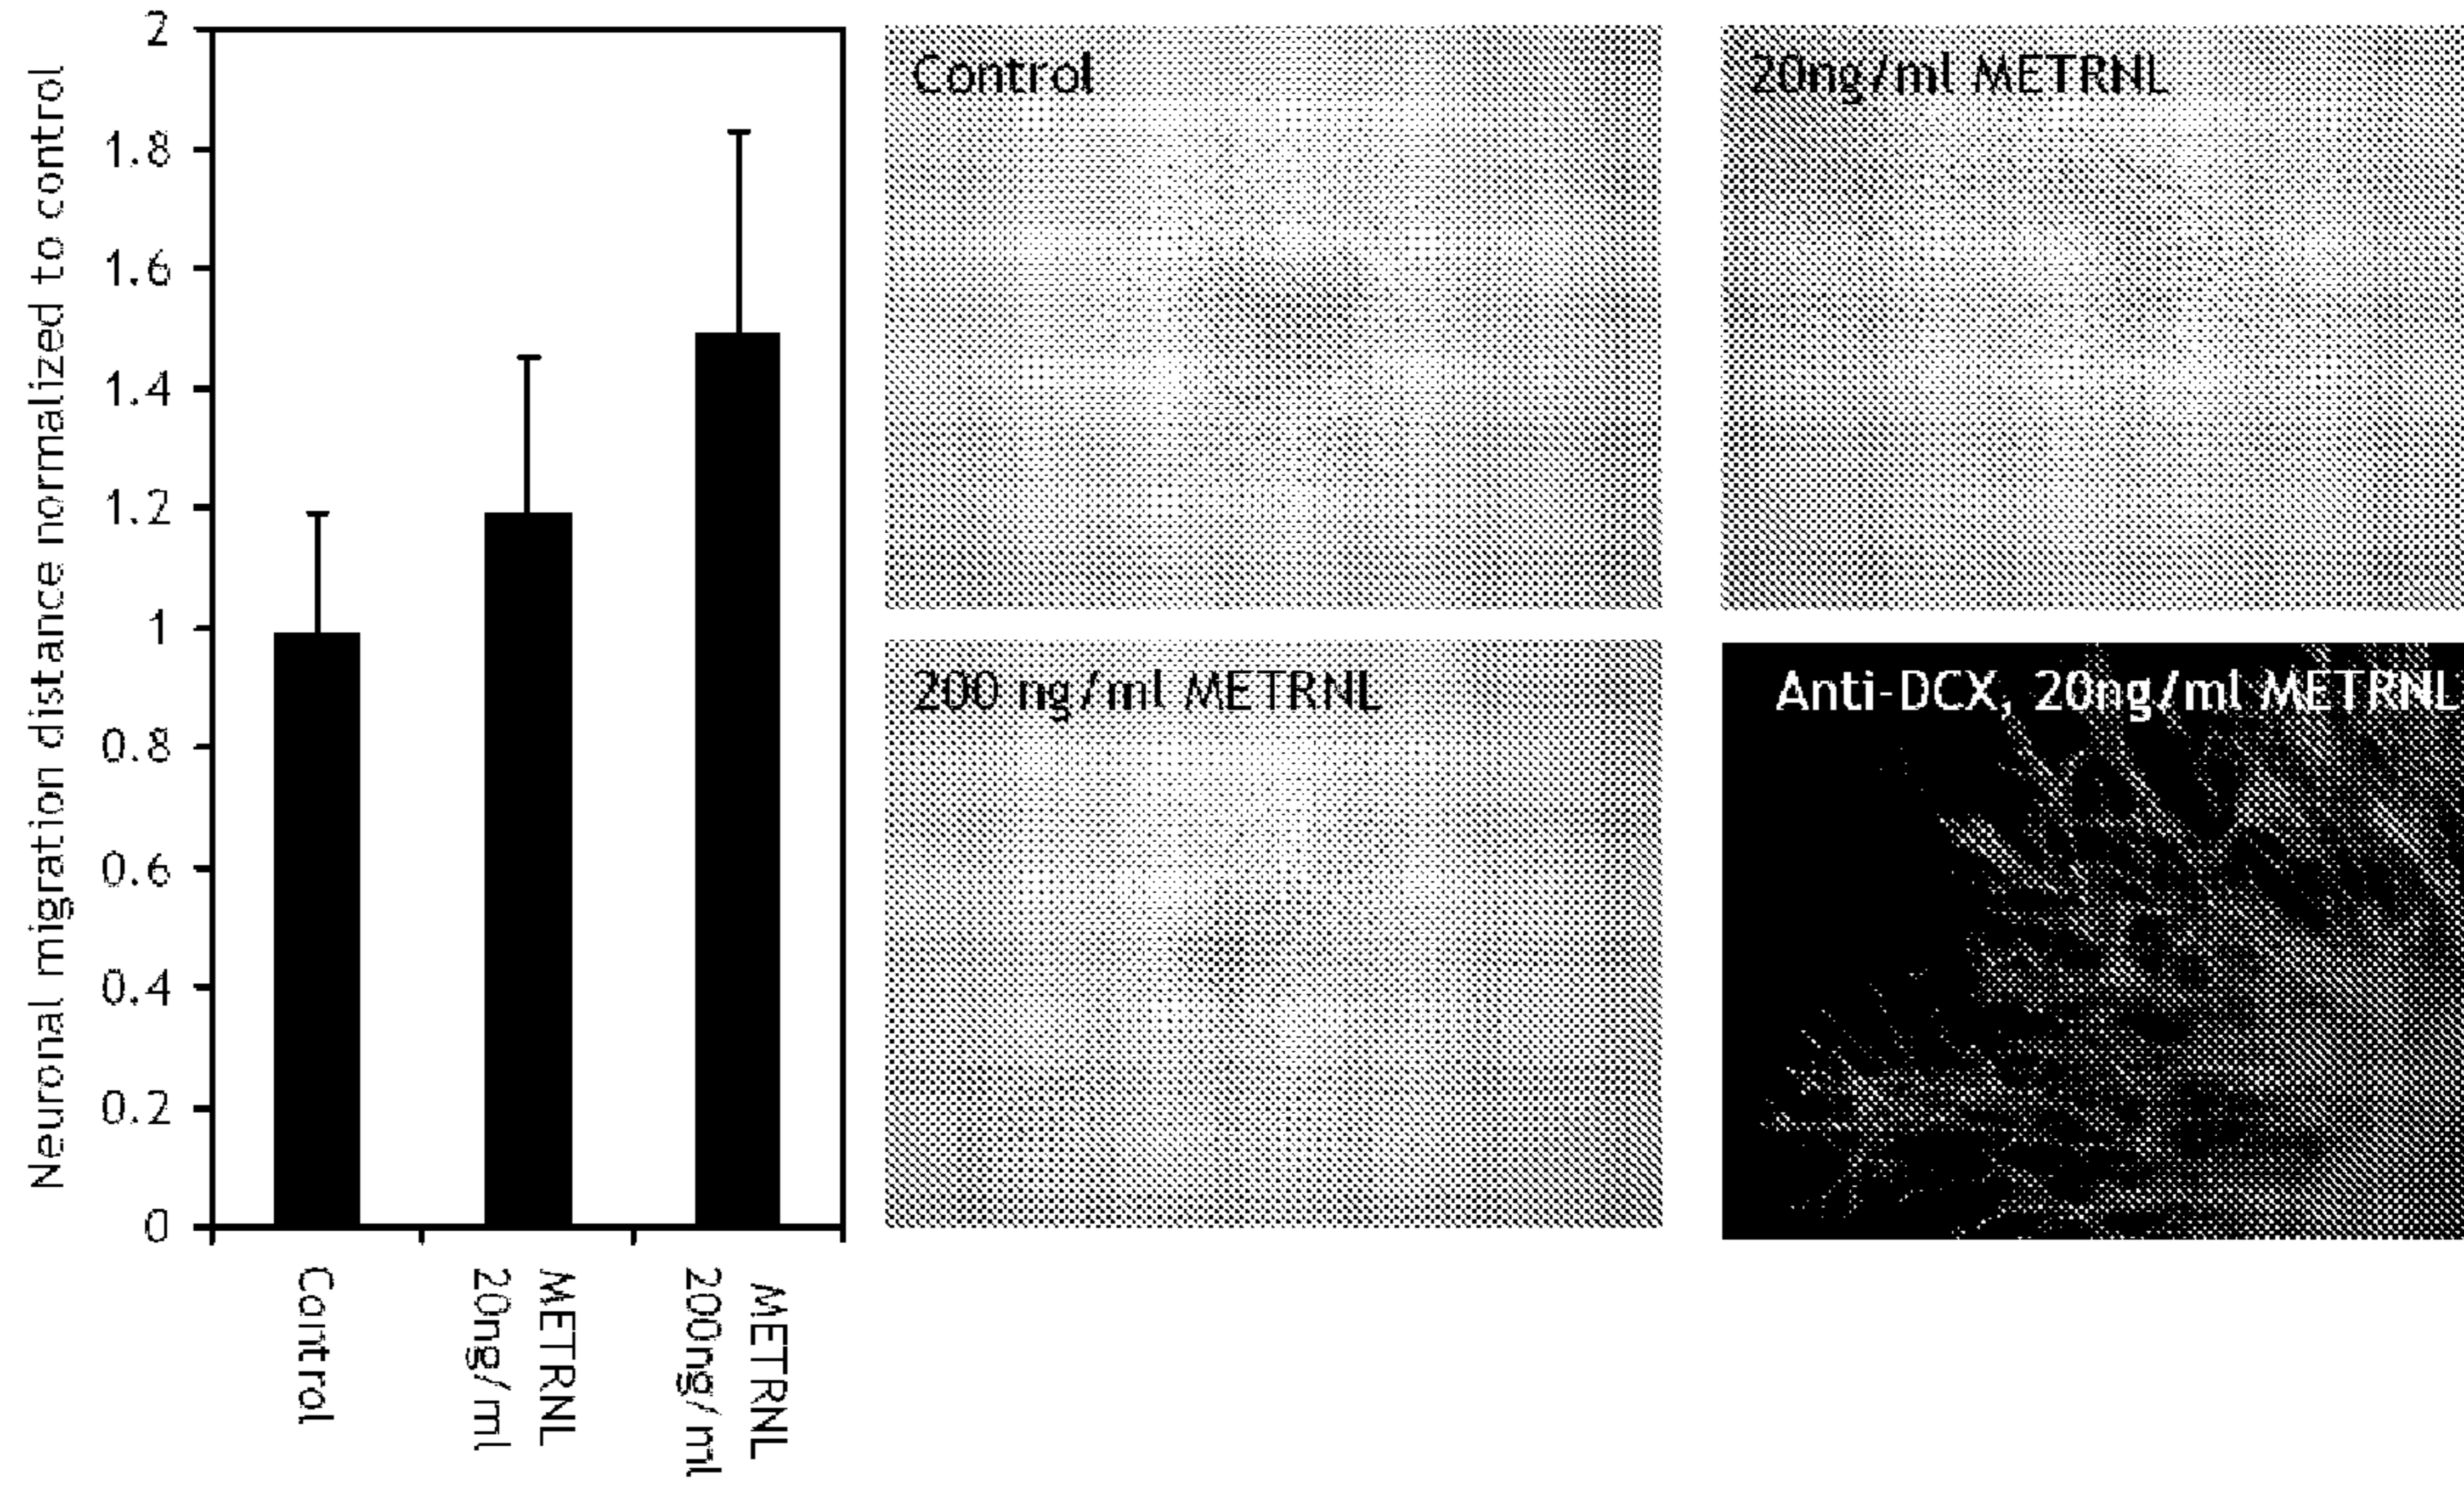 Neuronal migration distance normalized to control
2
1.8
1.6
1.4
1.2
1
0.8
0.6
0.4
0.2
0
Control
METRNL
20ng/ml
METRNL
200ng/ml
Control
20ng/ml METRNL
200 ng/ml METRNL
Anti-DCX, 20ng/ml METRNL